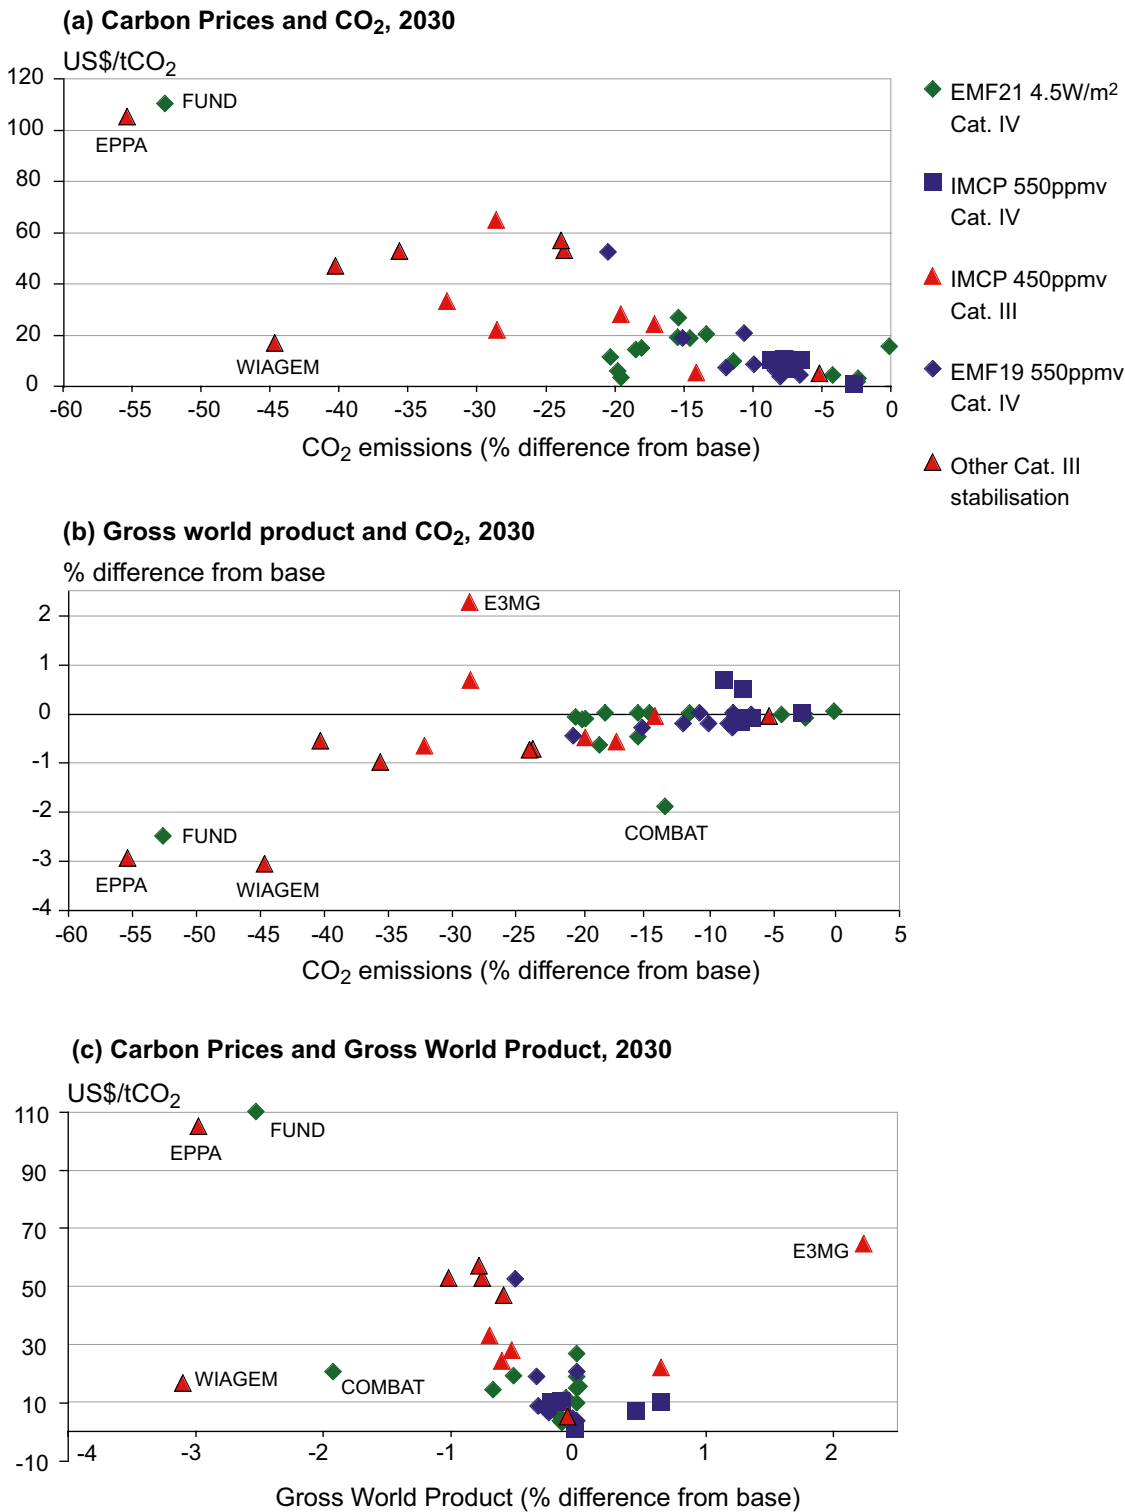 (a) Carbon Prices and CO2, 2030
US$/tCO2
120
100
80
60
40
20
0
FUND
EPPA
WIAGEM
-60 -55 -50 -45 -40 -35 -30 -25 -20 -15 -10 -5 0
CO2 emissions (% difference from base)
EMF21 4.5W/m2
Cat. IV
IMCP 550ppmv
Cat. IV
IMCP 450ppmv
Cat. III
EMF19 550ppmv
Cat. IV
Other Cat. III
stabilisation
(b) Gross world product and CO2, 2030
% difference from base
2
1
0
-1
-2
-3
-4
E3MG
COMBAT
FUND
EPPA
WIAGEM
-60 -55 -50 -45 -40 -35 -30 -25 -20 -15 -10 -5 0 5
CO2 emissions (% difference from base)
(c) Carbon Prices and Gross World Product, 2030
US$/tCO2
110
90
70
50
30
10
-10
FUND
EPPA
E3MG
WIAGEM
COMBAT
-4 -3 -2 -1 0 1 2
Gross World Product (% difference from base)